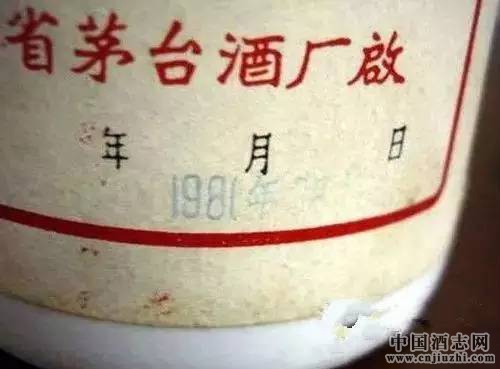 省茅台酒厂啟
年 月 日
1981年
中国酒志网
www.cnjiuzhi.com